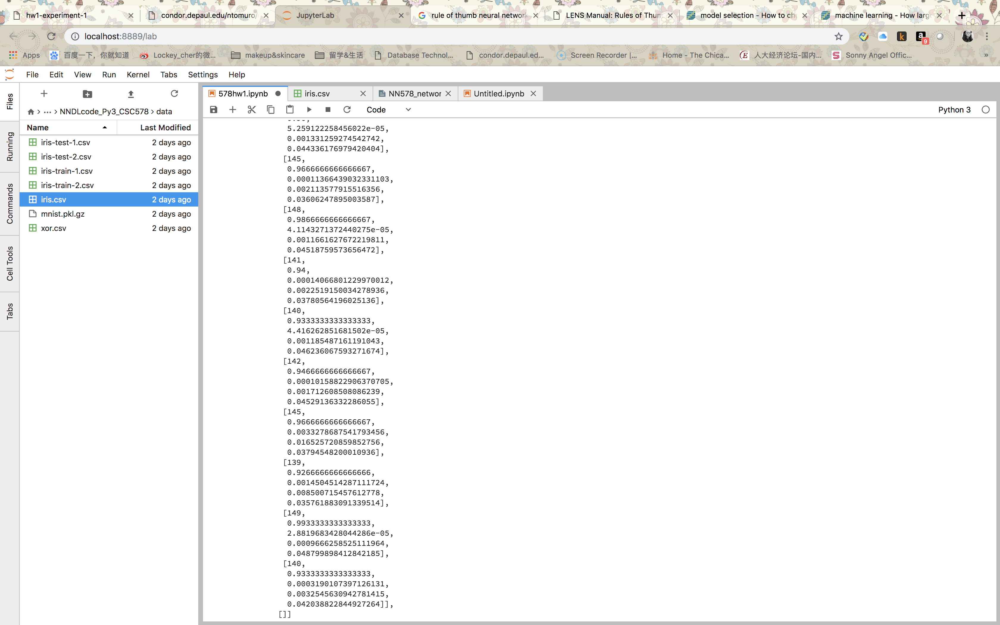 hw1-experiment-1
condor.depaul.edu/ntomuro/
JupyterLab
rule of thumb neural network
LENS Manual: Rules of Thum
model selection - How to ch
machine learning - How larg
localhost:8889/lab
9
Apps
百度一下，你就知道
Lockey_cher的微...
makeup&skincare
留学&生活
Database Technol...
condor.depaul.ed...
Screen Recorder |...
Home - The Chica...
人大经济论坛-国内...
Sonny Angel Offic...
»
File Edit View Run Kernel Tabs Settings Help
Files
Running
Commands
Cell Tools
Tabs
… > NNDLcode_Py3_CSC578 > data
Name Last Modified
iris-test-1.csv 2 days ago
iris-test-2.csv 2 days ago
iris-train-1.csv 2 days ago
iris-train-2.csv 2 days ago
iris.csv 2 days ago
mnist.pkl.gz 2 days ago
xor.csv 2 days ago
578hw1.ipynb
iris.csv
NN578_networ
Untitled.ipynb
Code
Python 3
5.259122258456022e-05,
0.001331259274542742,
0.044336176979420404],
[145,
0.9666666666666667,
0.00011366439032331103,
0.002113577915516356,
0.03606247895003587],
[148,
0.9866666666666667,
4.1143271372440275e-05,
0.0011661627672219811,
0.04518759573656472],
[141,
0.94,
0.00014066801229970012,
0.0022519150034278936,
0.03780564196025136],
[140,
0.9333333333333333,
4.416262851681502e-05,
0.001185487161191043,
0.046236067593271674],
[142,
0.9466666666666667,
0.00010158822906370705,
0.001712608508086239,
0.04529136332286055],
[145,
0.9666666666666667,
0.0033278687541793456,
0.016525720859852756,
0.03794548200010936],
[139,
0.9266666666666666,
0.0014504514287111724,
0.008500715457612778,
0.035761883091339514],
[149,
0.9933333333333333,
2.8819683428044286e-05,
0.0009666258525111964,
0.048799898412842185],
[140,
0.9333333333333333,
0.0003190107397126131,
0.0032545630942781415,
0.042038822844927264]],
[]]